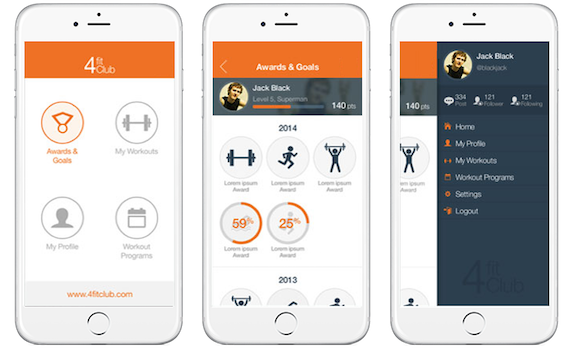 4 fit
Club
Awards &
Goals
My Workouts
My Profile
Workout
Programs
www.4fitclub.com
Awards & Goals
Jack Black
Level 5, Superman
140 pts
2014
Lorem ipsum
Award
Lorem ipsum
Award
Lorem ipsum
Award
59%
25%
Lorem ipsum
Award
Lorem ipsum
Award
2013
140 pts
Jack Black
@blackjack
334
Post
121
Follower
121
Following
Home
My Profile
My Workouts
Workout Programs
Settings
Logout
4 fit
Club